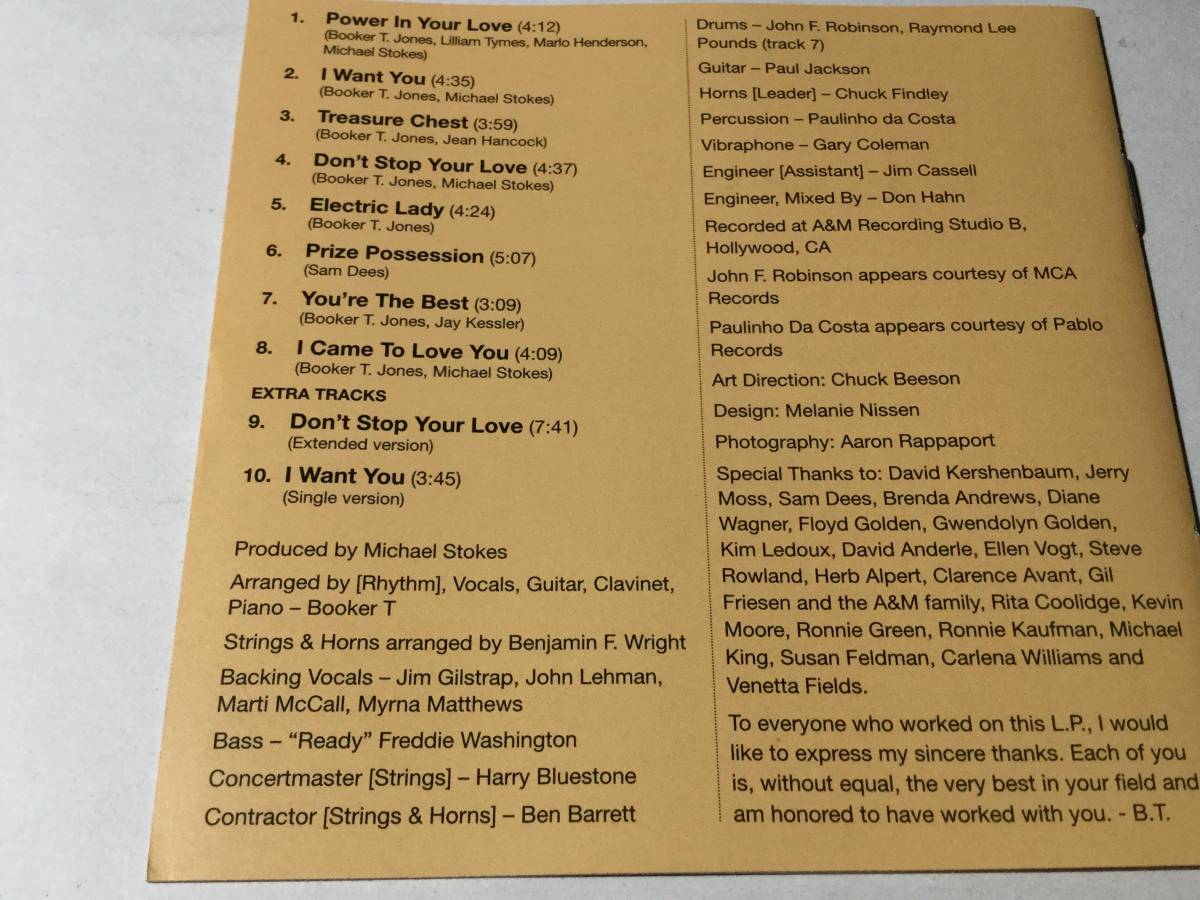 1. Power In Your Love (4:12)
(Booker T. Jones, Lilliam Tymes, Marlo Henderson,
Michael Stokes)
2. I Want You (4:35)
(Booker T. Jones, Michael Stokes)
3. Treasure Chest (3:59)
(Booker T. Jones, Jean Hancock)
4. Don't Stop Your Love (4:37)
(Booker T. Jones, Michael Stokes)
5. Electric Lady (4:24)
(Booker T. Jones)
6. Prize Possession (5:07)
(Sam Dees)
7. You're The Best (3:09)
(Booker T. Jones, Jay Kessler)
8. I Came To Love You (4:09)
(Booker T. Jones, Michael Stokes)
EXTRA TRACKS
9. Don't Stop Your Love (7:41)
(Extended version)
10. I Want You (3:45)
(Single version)
Produced by Michael Stokes
Arranged by [Rhythm], Vocals, Guitar, Clavinet,
Piano – Booker T
Strings & Horns arranged by Benjamin F. Wright
Backing Vocals – Jim Gilstrap, John Lehman,
Marti McCall, Myrna Matthews
Bass – “Ready” Freddie Washington
Concertmaster [Strings] – Harry Bluestone
Contractor [Strings & Horns] – Ben Barrett
Drums – John F. Robinson, Raymond Lee
Pounds (track 7)
Guitar – Paul Jackson
Horns [Leader] – Chuck Findley
Percussion – Paulinho da Costa
Vibraphone – Gary Coleman
Engineer [Assistant] – Jim Cassell
Engineer, Mixed By – Don Hahn
Recorded at A&M Recording Studio B,
Hollywood, CA
John F. Robinson appears courtesy of MCA
Records
Paulinho Da Costa appears courtesy of Pablo
Records
Art Direction: Chuck Beeson
Design: Melanie Nissen
Photography: Aaron Rappaport
Special Thanks to: David Kershenbaum, Jerry
Moss, Sam Dees, Brenda Andrews, Diane
Wagner, Floyd Golden, Gwendolyn Golden,
Kim Ledoux, David Anderle, Ellen Vogt, Steve
Rowland, Herb Alpert, Clarence Avant, Gil
Friesen and the A&M family, Rita Coolidge, Kevin
Moore, Ronnie Green, Ronnie Kaufman, Michael
King, Susan Feldman, Carlena Williams and
Venetta Fields.
To everyone who worked on this L.P., I would
like to express my sincere thanks. Each of you
is, without equal, the very best in your field and
am honored to have worked with you. - B.T.